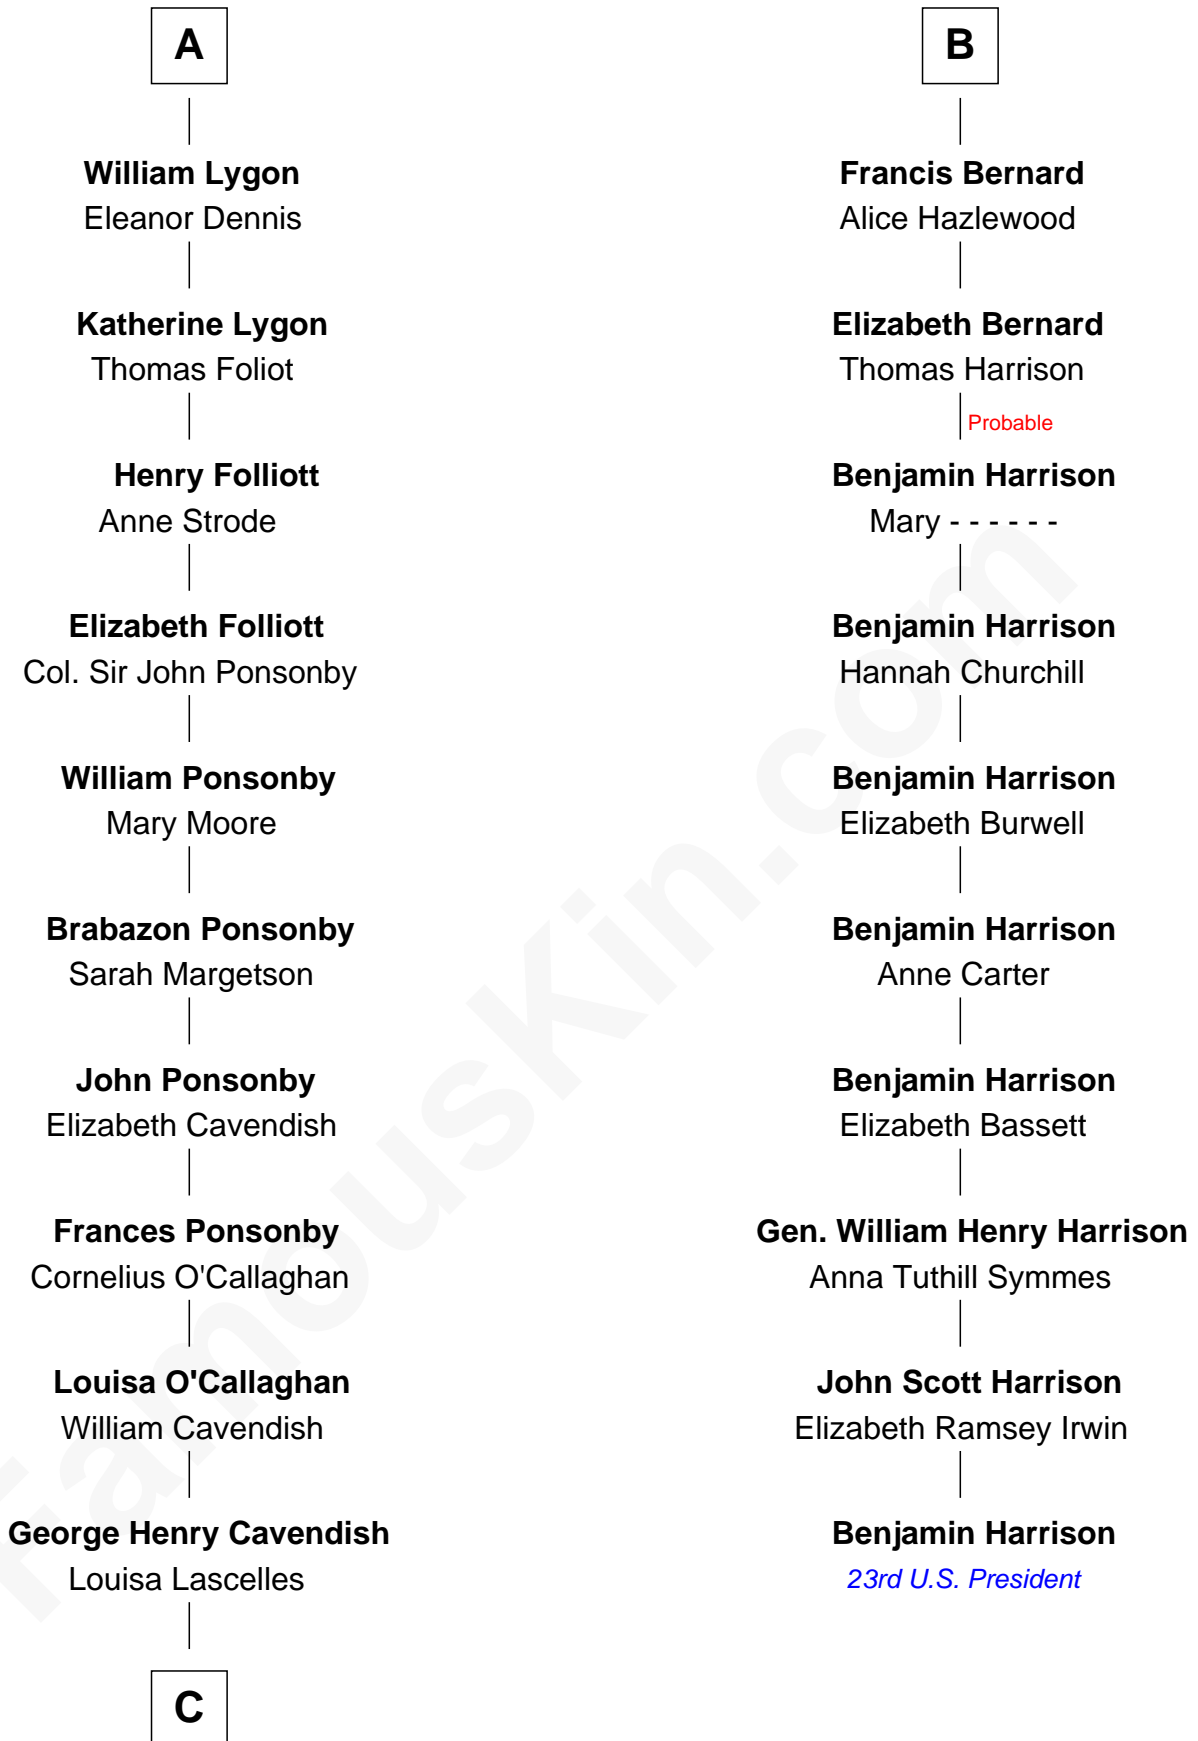 A
William Lygon
Eleanor Dennis
Katherine Lygon
Thomas Foliot
Henry Folliott
Anne Strode
Elizabeth Folliott
Col. Sir John Ponsonby
William Ponsonby
Mary Moore
Brabazon Ponsonby
Sarah Margetson
John Ponsonby
Elizabeth Cavendish
Frances Ponsonby
Cornelius O'Callaghan
Louisa O'Callaghan
William Cavendish
George Henry Cavendish
Louisa Lascelles
C
B
Francis Bernard
Alice Hazlewood
Elizabeth Bernard
Thomas Harrison
Probable
Benjamin Harrison
Mary - - - - - -
Benjamin Harrison
Hannah Churchill
Benjamin Harrison
Elizabeth Burwell
Benjamin Harrison
Anne Carter
Benjamin Harrison
Elizabeth Bassett
Gen. William Henry Harrison
Anna Tuthill Symmes
John Scott Harrison
Elizabeth Ramsey Irwin
Benjamin Harrison
23rd U.S. President
FamousKin.com